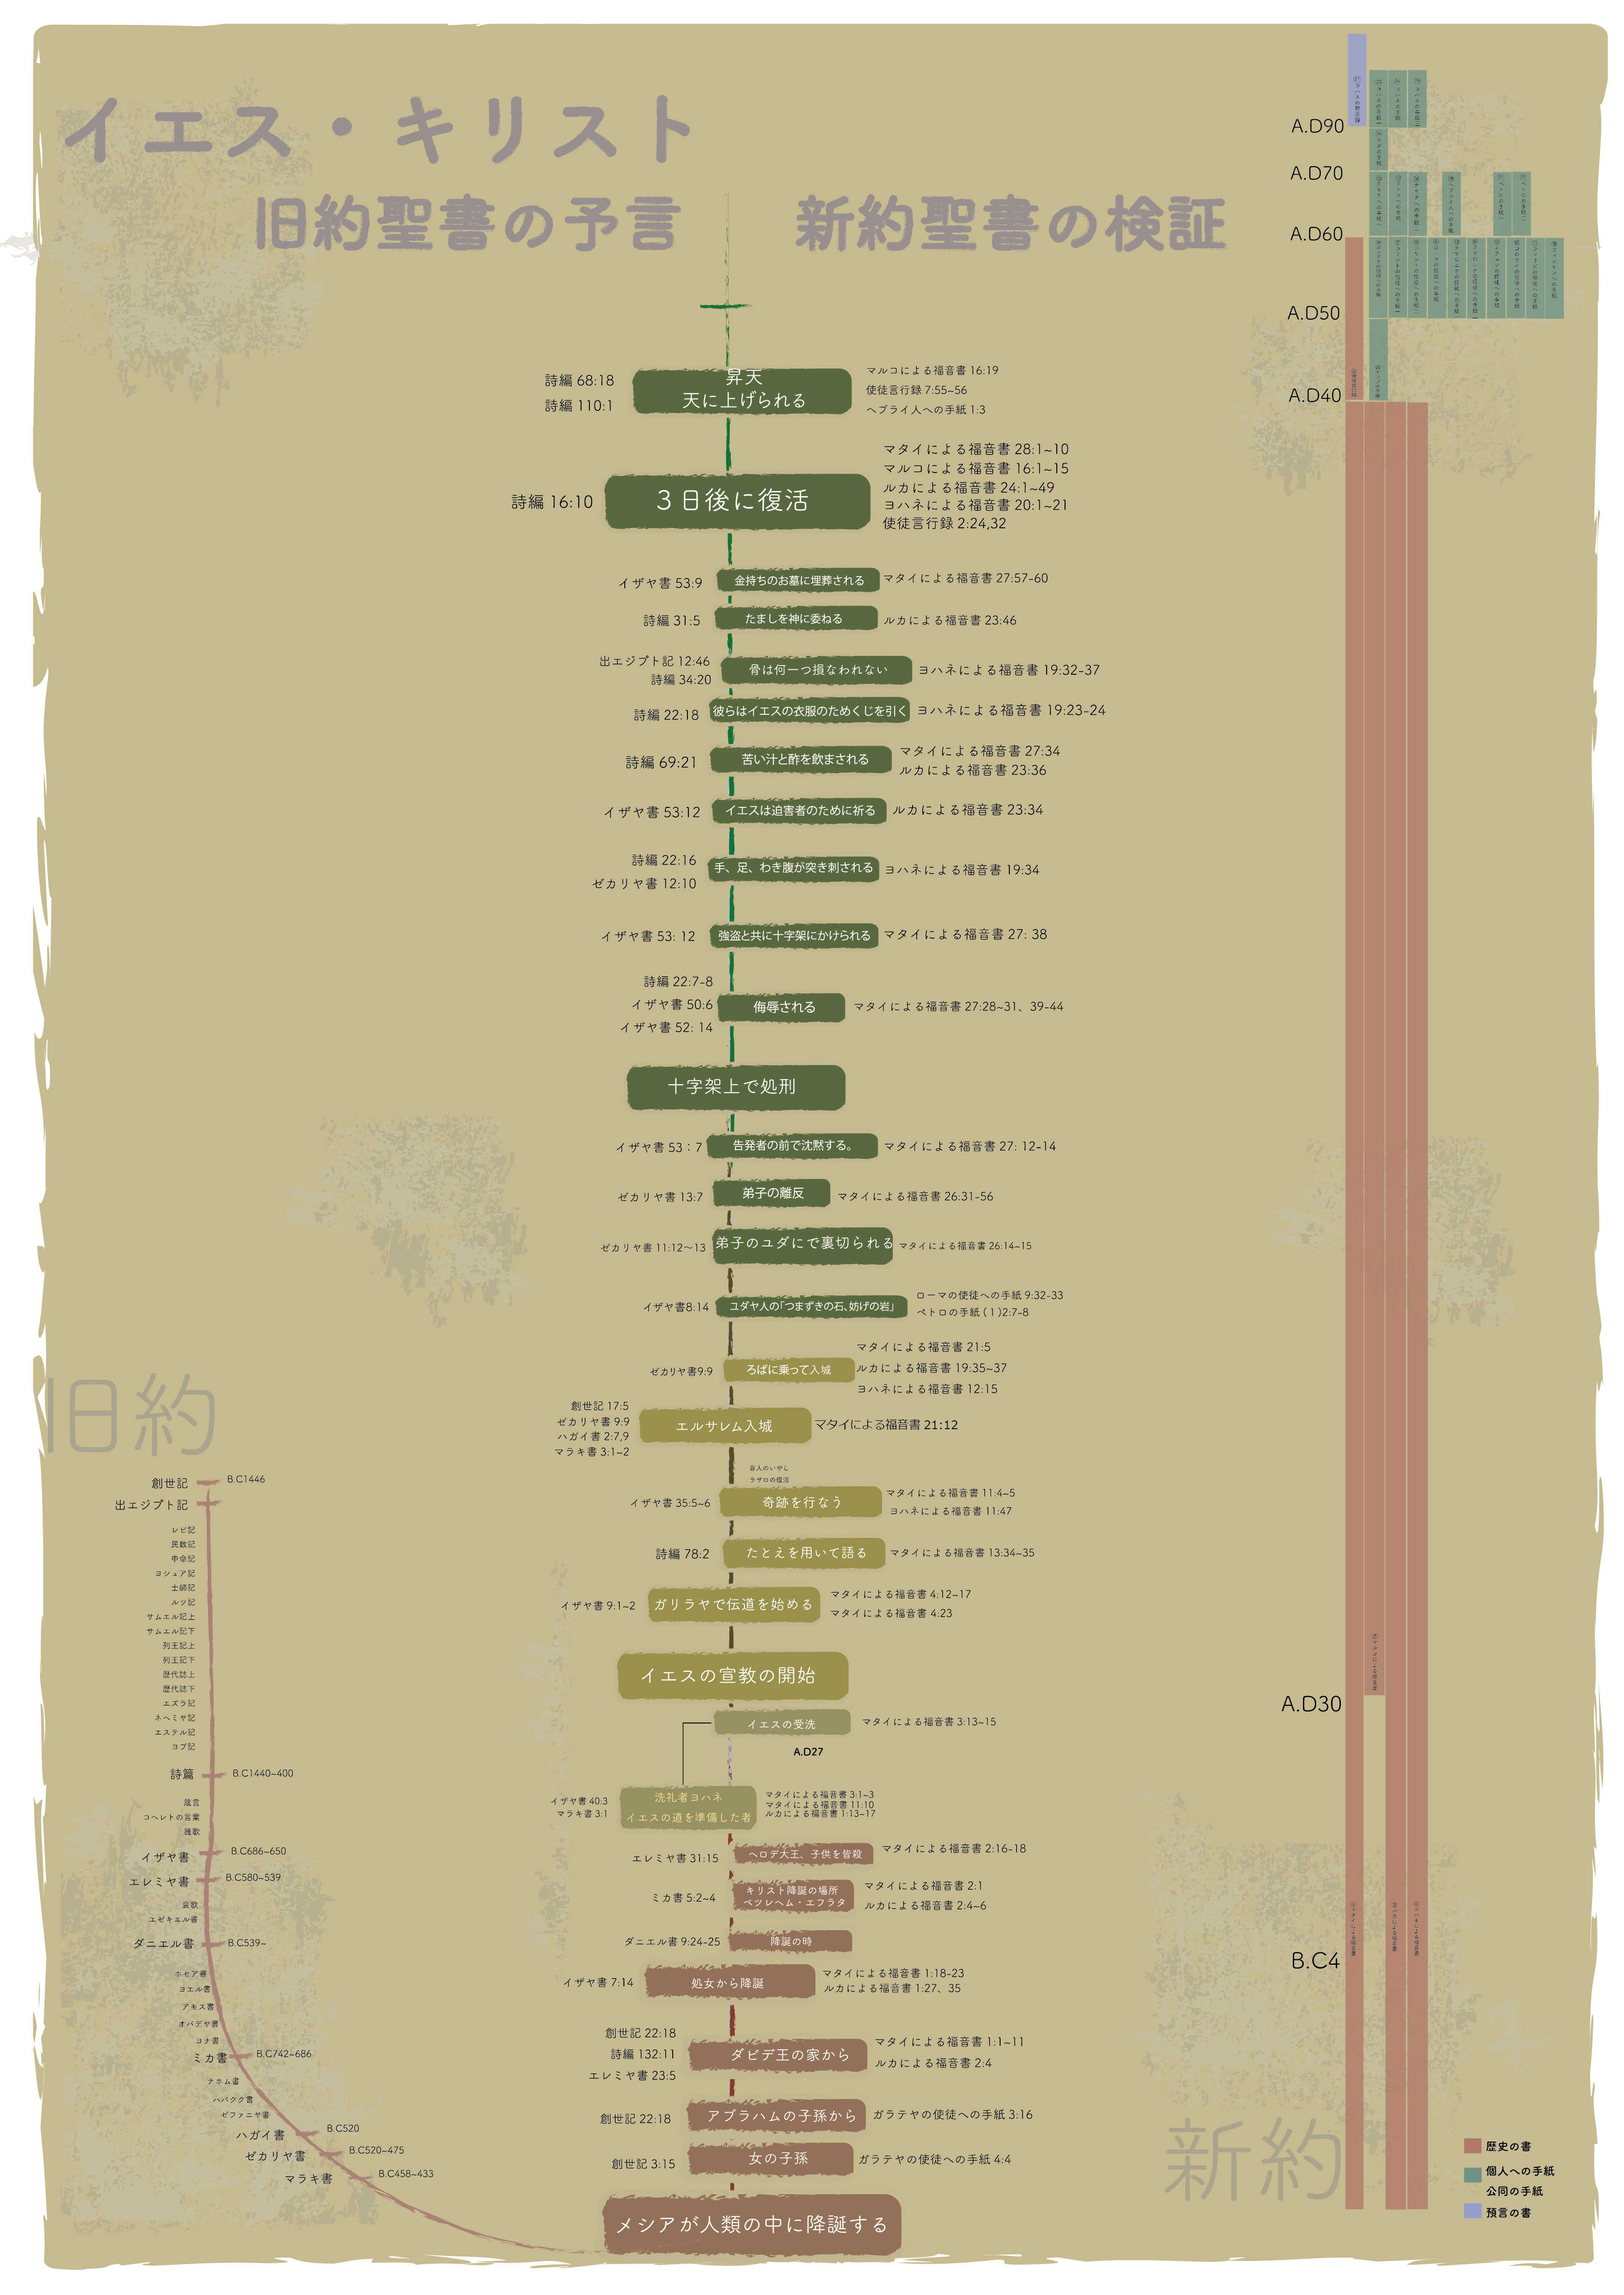 イエス・キリスト
旧約聖書の予言
新約聖書の検証
詩編 68:18
詩編 110:1
昇天
天に上げられる
マルコによる福音書 16:19
使徒言行録 7:55~56
ヘブライ人への手紙 1:3
詩編 16:10
３日後に復活
マタイによる福音書 28:1~10
マルコによる福音書 16:1~15
ルカによる福音書 24:1~49
ヨハネによる福音書 20:1~21
使徒言行録 2:24,32
イザヤ書 53:9
金持ちのお墓に埋葬される
マタイによる福音書 27:57-60
詩編 31:5
たましを神に委ねる
ルカによる福音書 23:46
出エジプト記 12:46
詩編 34:20
骨は何一つ損なわれない
ヨハネによる福音書 19:32-37
詩編 22:18
彼らはイエスの衣服のためくじを引く
ヨハネによる福音書 19:23-24
詩編 69:21
苦い汁と酢を飲まされる
マタイによる福音書 27:34
ルカによる福音書 23:36
イザヤ書 53:12
イエスは迫害者のために祈る
ルカによる福音書 23:34
詩編 22:16
ゼカリヤ書 12:10
手、足、わき腹が突き刺される
ヨハネによる福音書 19:34
イザヤ書 53: 12
強盗と共に十字架にかけられる
マタイによる福音書 27: 38
詩編 22:7-8
イザヤ書 50:6
イザヤ書 52: 14
侮辱される
マタイによる福音書 27:28~31、39-44
十字架上で処刑
イザヤ書 53：7
告発者の前で沈黙する。
マタイによる福音書 27: 12-14
ゼカリヤ書 13:7
弟子の離反
マタイによる福音書 26:31-56
ゼカリヤ書 11:12～13
弟子のユダにで裏切られる
マタイによる福音書 26:14~15
イザヤ書8:14
ユダヤ人の「つまずきの石、妨げの岩」
ローマの使徒への手紙 9:32-33
ペトロの手紙 (１)2:7-8
ゼカリヤ書9:9
ろばに乗って入城
マタイによる福音書 21:5
ルカによる福音書 19:35~37
ヨハネによる福音書 12:15
創世記 17:5
ゼカリヤ書 9:9
ハガイ書 2:7,9
マラキ書 3:1~2
エルサレム入城
マタイによる福音書 21:12
盲人のいやし
ラザロの復活
イザヤ書 35:5~6
奇跡を行なう
マタイによる福音書 11:4~5
ヨハネによる福音書 11:47
詩編 78:2
たとえを用いて語る
マタイによる福音書 13:34~35
イザヤ書 9:1~2
ガリラヤで伝道を始める
マタイによる福音書 4:12~17
マタイによる福音書 4:23
イエスの宣教の開始
イエスの受洗
マタイによる福音書 3:13~15
A.D27
イザヤ書 40:3
マラキ書 3:1
洗礼者ヨハネ
イエスの道を準備した者
マタイによる福音書 3:1~3
マタイによる福音書 11:10
ルカによる福音書 1:13~17
エレミヤ書 31:15
ヘロデ大王、子供を皆殺
マタイによる福音書 2:16-18
ミカ書 5:2~4
キリスト降誕の場所
ベツレヘム・エフラタ
マタイによる福音書 2:1
ルカによる福音書 2:4~6
ダニエル書 9:24-25
降誕の時
イザヤ書 7:14
処女から降誕
マタイによる福音書 1:18-23
ルカによる福音書 1:27、35
創世記 22:18
詩編 132:11
エレミヤ書 23:5
ダビデ王の家から
マタイによる福音書 1:1~11
ルカによる福音書 2:4
創世記 22:18
アブラハムの子孫から
ガラテヤの使徒への手紙 3:16
創世記 3:15
女の子孫
ガラテヤの使徒への手紙 4:4
メシアが人類の中に降誕する
旧約
創世記
B.C1446
出エジプト記
レビ記
民数記
申命記
ヨシュア記
士師記
ルツ記
サムエル記上
サムエル記下
列王記上
列王記下
歴代誌上
歴代誌下
エズラ記
ネヘミヤ記
エステル記
ヨブ記
詩篇
B.C1440~400
箴言
コヘレトの言葉
雅歌
イザヤ書
B.C686~650
エレミヤ書
B.C580~539
哀歌
エゼキエル書
ダニエル書
B.C539~
ホセア書
ヨエル書
アモス書
オバデヤ書
ヨナ書
ミカ書
B.C742~686
ナホム書
ハバクク書
ゼファニヤ書
ハガイ書
B.C520
ゼカリヤ書
B.C520~475
マラキ書
B.C458~433
A.D90
A.D70
A.D60
A.D50
A.D40
A.D30
B.C4
②マルコによる福音書
①マタイによる福音書
③ルカによる福音書
④ヨハネによる福音書
新約
歴史の書
個人への手紙
公同の手紙
預言の書